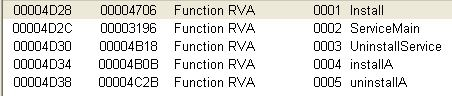 00004D28 00004706 Function RVA 0001 Install
00004D2C 00003196 Function RVA 0002 ServiceMain
00004D30 00004B18 Function RVA 0003 UninstallService
00004D34 00004B0B Function RVA 0004 installA
00004D38 00004C2B Function RVA 0005 uninstallA